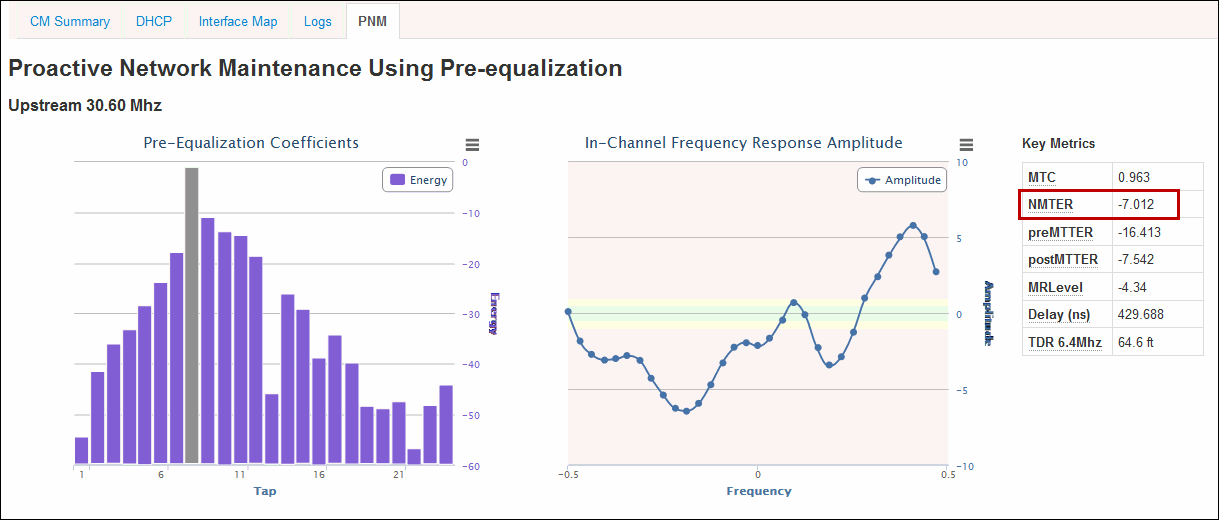 CM Summary DHCP Interface Map Logs PNM
Proactive Network Maintenance Using Pre-equalization
Upstream 30.60 Mhz
Pre-Equalization Coefficients
Energy
0
-10
-20
-30
-40
-50
-60
Energy
1 6 11 16 21
Tap
In-Channel Frequency Response Amplitude
Amplitude
10
5
0
-5
-10
Amplitude
-0.5 0 0.5
Frequency
Key Metrics
MTC 0.963
NMTER -7.012
preMTTER -16.413
postMTTER -7.542
MRLevel -4.34
Delay (ns) 429.688
TDR 6.4Mhz 64.6 ft